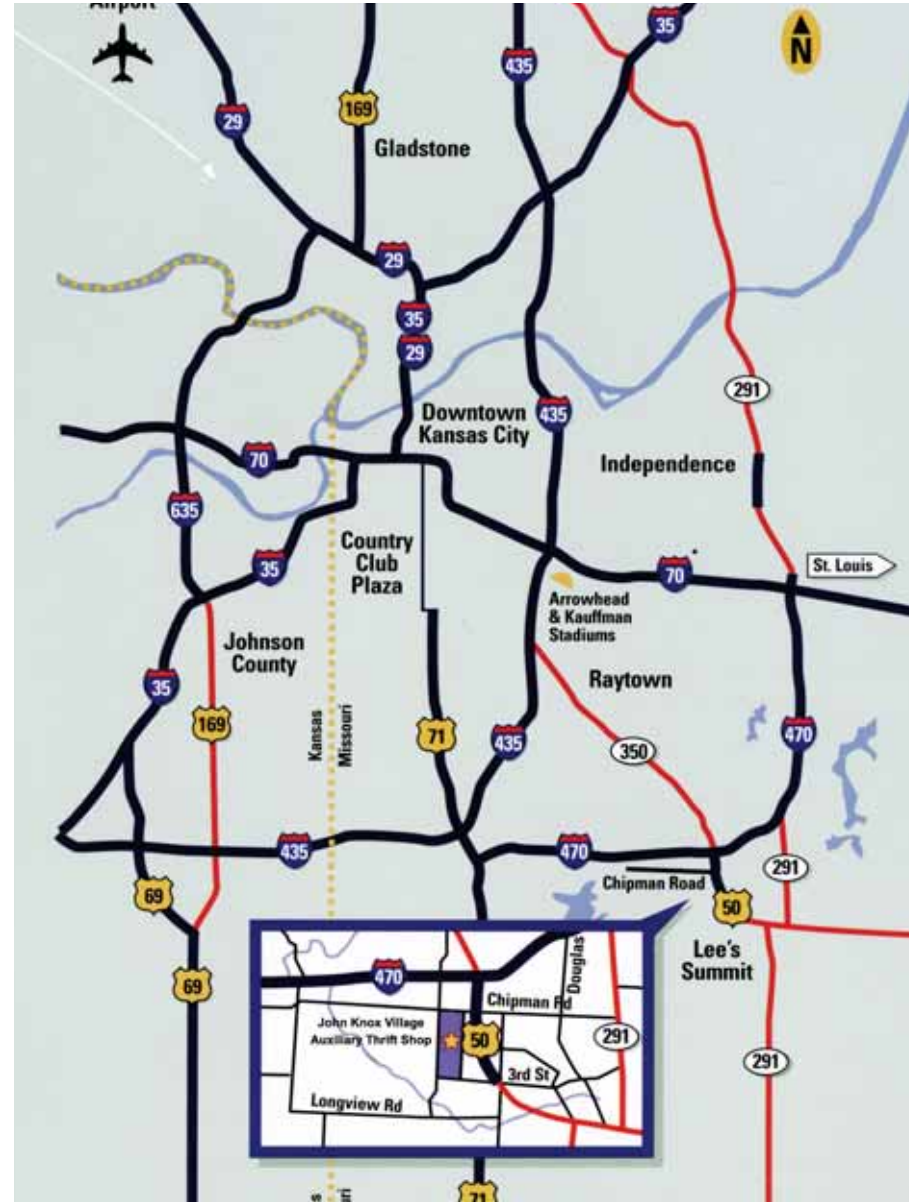 Airport
35
N
435
169
29
Gladstone
29
35
29
291
Downtown
Kansas City
435
Independence
70
635
Country
Club
Plaza
35
St. Louis
70
Arrowhead
& Kauffman
Stadiums
Johnson
County
Raytown
35
169
Kansas
Missouri
71
435
350
470
435
470
291
Chipman Road
69
50
Lee's
Summit
69
470
Chipman Rd
Douglas
John Knox Village
Auxiliary Thrift Shop
50
291
3rd St
Longview Rd
291
71